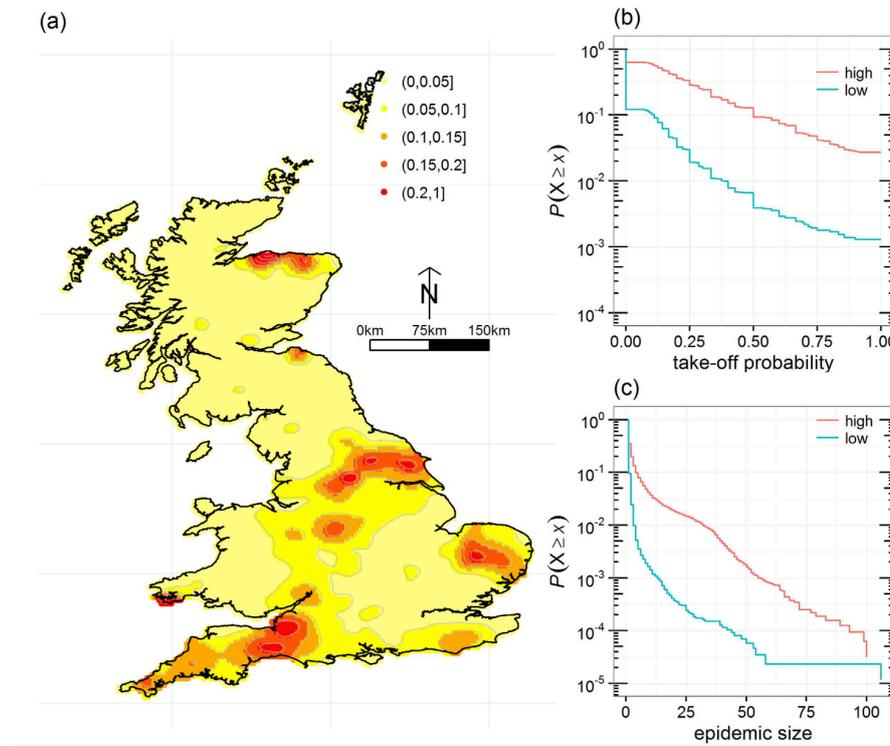 (a)
(0,0.05]
(0.05,0.1]
(0.1,0.15]
(0.15,0.2]
(0.2,1]
N
0km 75km 150km
(b)
high
low
P(X ≥ x)
10^0
10^-1
10^-2
10^-3
10^-4
0.00 0.25 0.50 0.75 1.00
take-off probability
(c)
high
low
P(X ≥ x)
10^0
10^-1
10^-2
10^-3
10^-4
10^-5
0 25 50 75 100
epidemic size